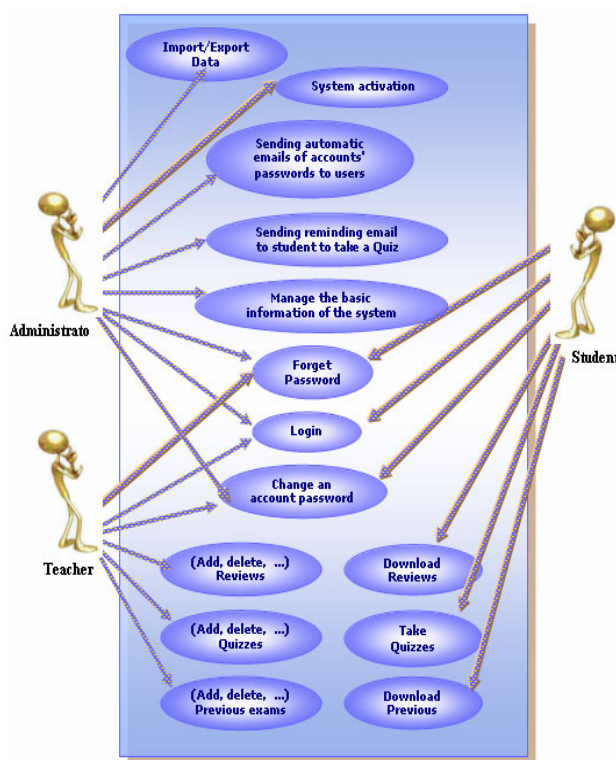 Import/Export
Data
System activation
Sending automatic
emails of accounts'
passwords to users
Sending reminding email
to student to take a Quiz
Manage the basic
information of the system
Administrato
Student
Forget
Password
Login
Change an
account password
Teacher
(Add, delete, ...)
Reviews
Download
Reviews
(Add, delete, ...)
Quizzes
Take
Quizzes
(Add, delete, ...)
Previous exams
Download
Previous